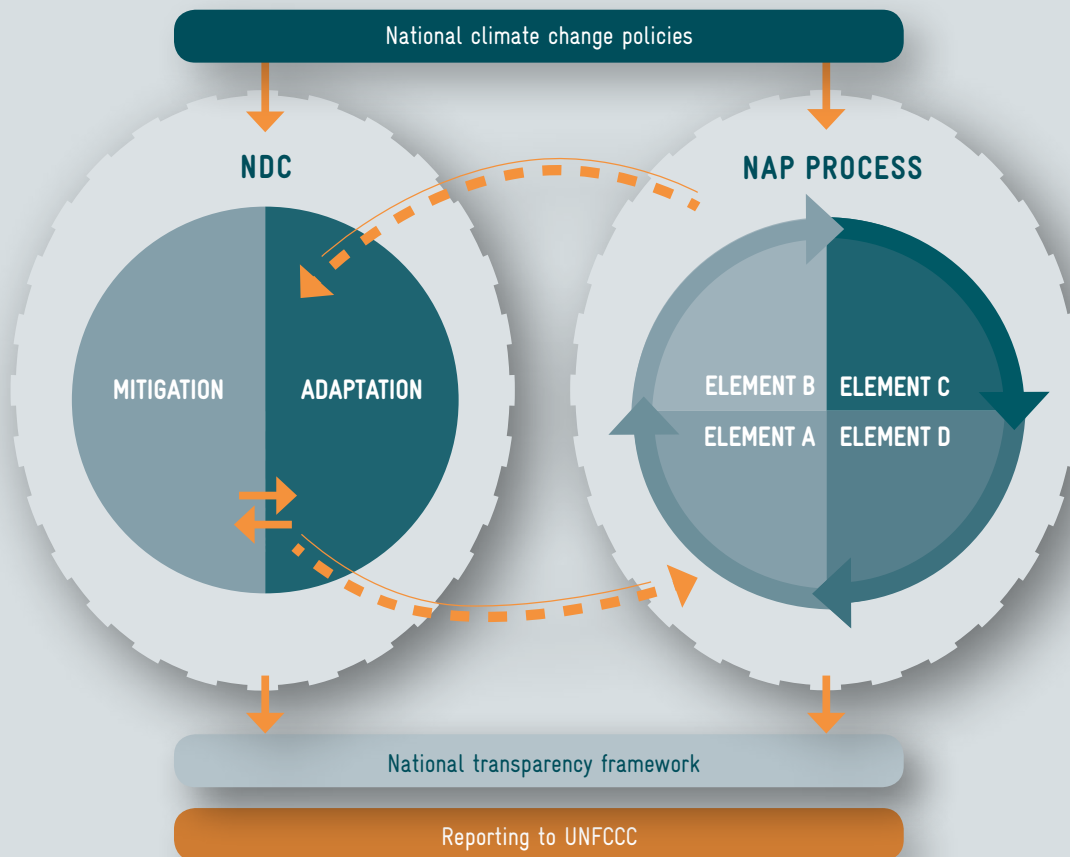 National climate change policies
NDC
NAP PROCESS
MITIGATION
ADAPTATION
ELEMENT B
ELEMENT C
ELEMENT A
ELEMENT D
National transparency framework
Reporting to UNFCCC